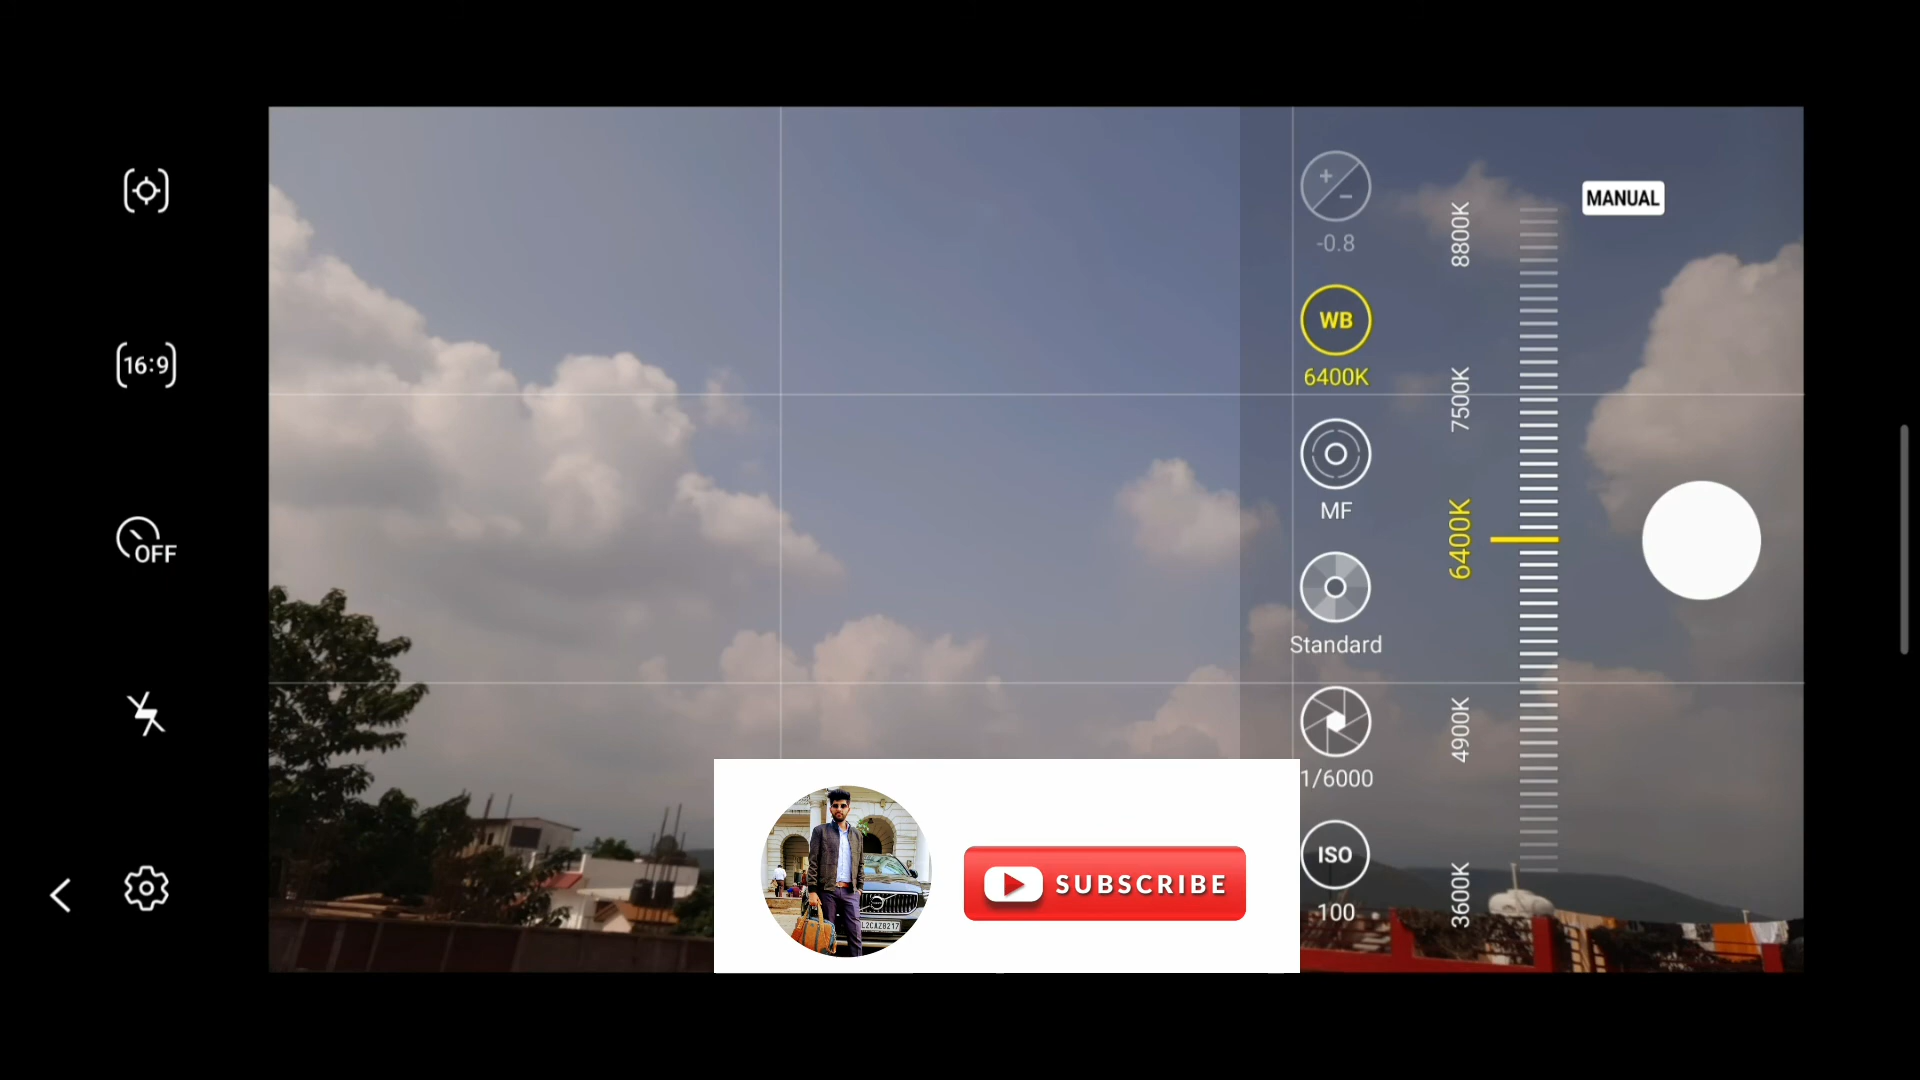 16:9
OFF
-0.8
WB
6400K
MF
Standard
1/6000
ISO
100
8800K
7500K
6400K
4900K
3600K
MANUAL
SUBSCRIBE